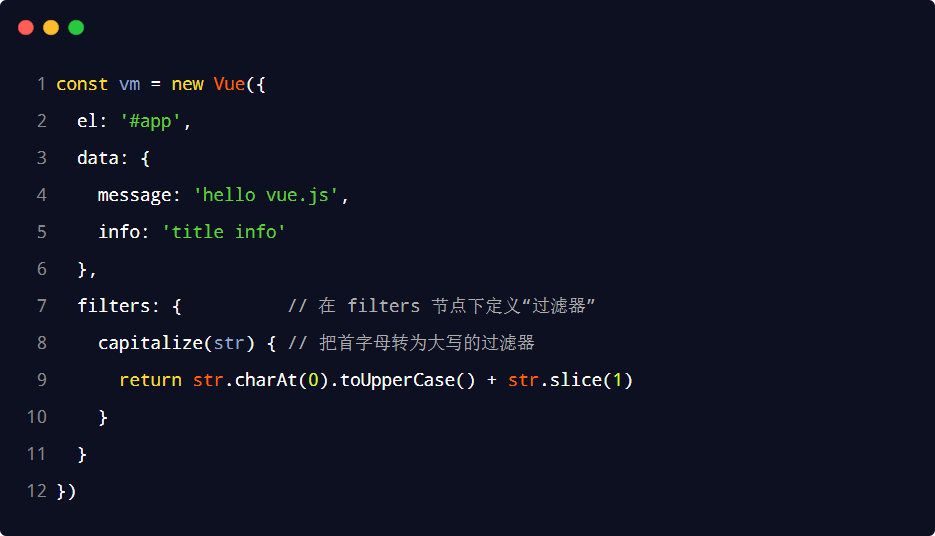 1 const vm = new Vue({
2   el: '#app',
3   data: {
4     message: 'hello vue.js',
5     info: 'title info'
6   },
7   filters: {          // 在 filters 节点下定义“过滤器”
8     capitalize(str) { // 把首字母转为大写的过滤器
9       return str.charAt(0).toUpperCase() + str.slice(1)
10     }
11   }
12 })